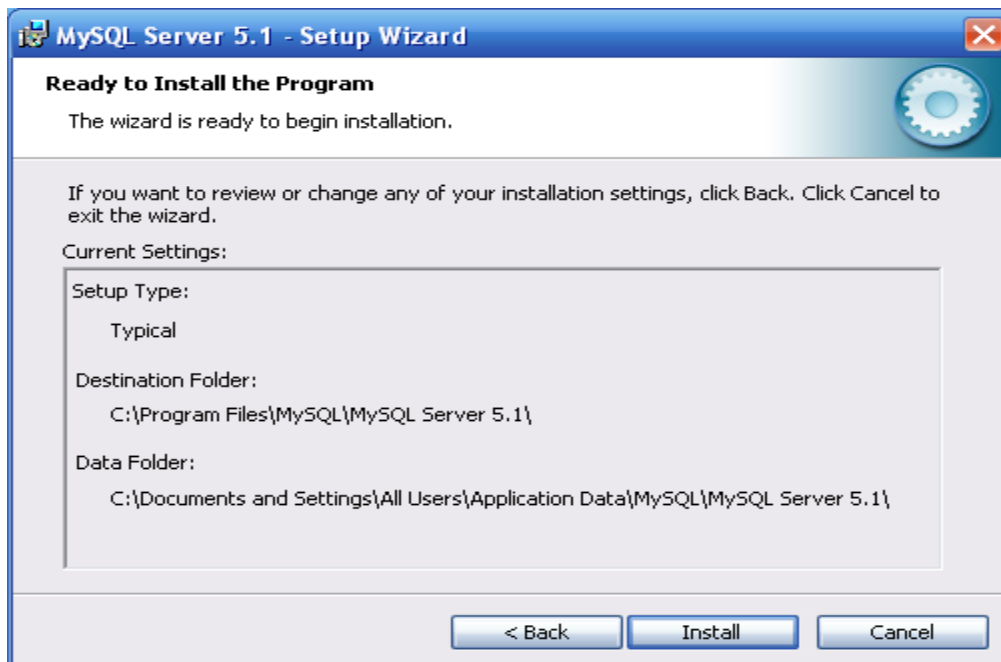 MySQL Server 5.1 - Setup Wizard
Ready to Install the Program
The wizard is ready to begin installation.
If you want to review or change any of your installation settings, click Back. Click Cancel to
exit the wizard.
Current Settings:
Setup Type:
Typical
Destination Folder:
C:\Program Files\MySQL\MySQL Server 5.1\
Data Folder:
C:\Documents and Settings\All Users\Application Data\MySQL\MySQL Server 5.1\
< Back
Install
Cancel